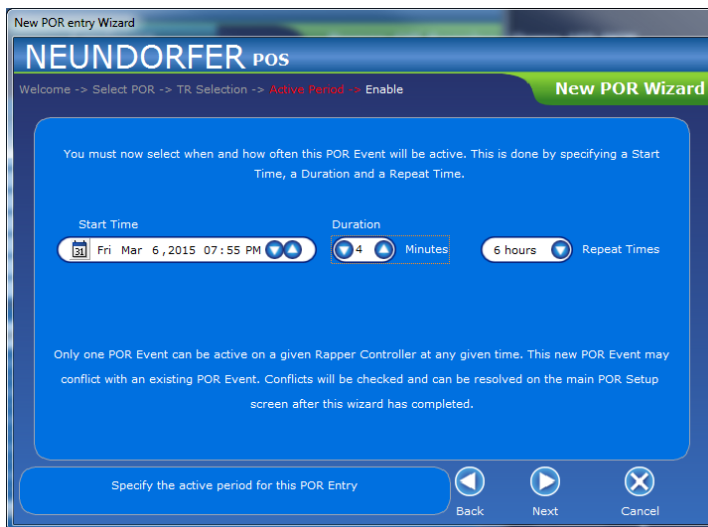 New POR entry Wizard
NEUNDORFER POS
Welcome -> Select POR -> TR Selection -> Active Period -> Enable
New POR Wizard
You must now select when and how often this POR Event will be active. This is done by specifying a Start
Time, a Duration and a Repeat Time.
Start Time
Duration
31 Fri Mar 6,2015 07:55 PM
4 Minutes
6 hours Repeat Times
Only one POR Event can be active on a given Rapper Controller at any given time. This new POR Event may
conflict with an existing POR Event. Conflicts will be checked and can be resolved on the main POR Setup
screen after this wizard has completed.
Specify the active period for this POR Entry
Back
Next
Cancel